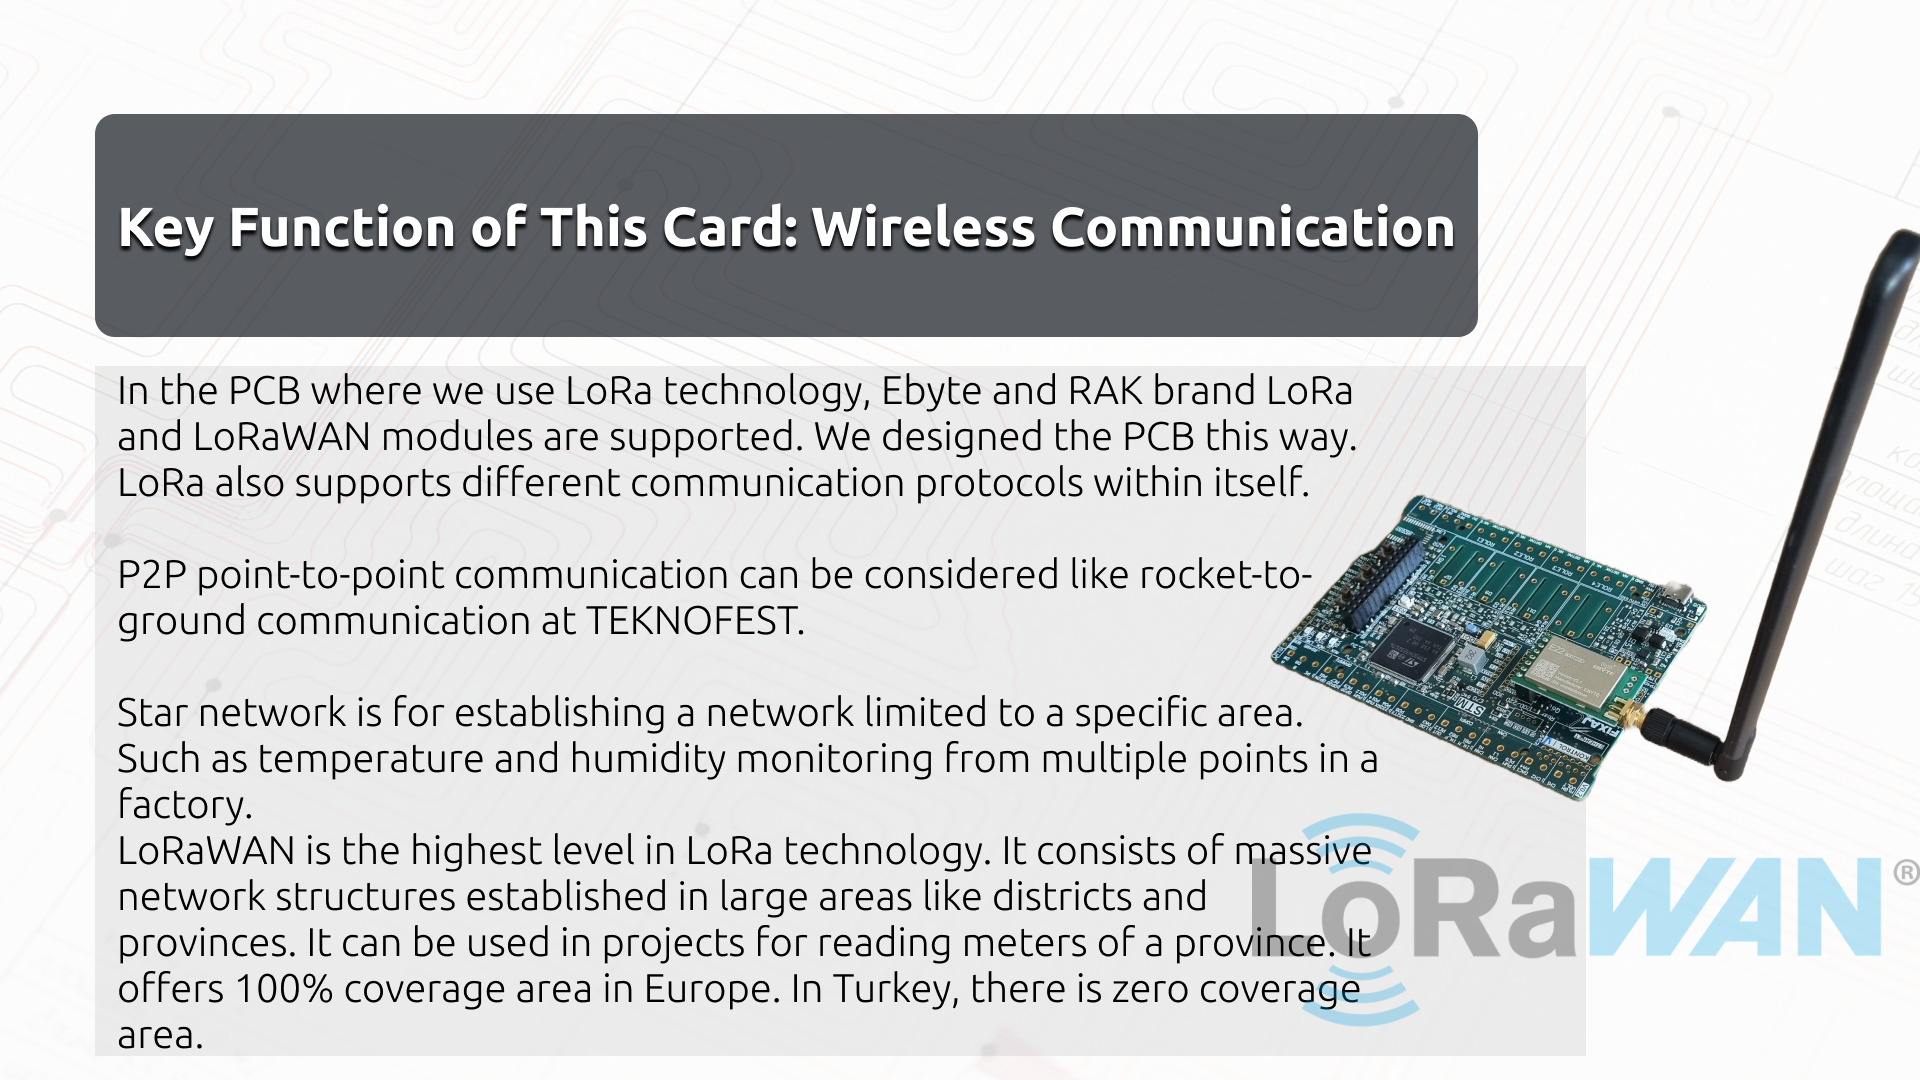 Key Function of This Card: Wireless Communication
In the PCB where we use LoRa technology, Ebyte and RAK brand LoRa
and LoRaWAN modules are supported. We designed the PCB this way.
LoRa also supports different communication protocols within itself.
P2P point-to-point communication can be considered like rocket-to-
ground communication at TEKNOFEST.
Star network is for establishing a network limited to a specific area.
Such as temperature and humidity monitoring from multiple points in a
factory.
LoRaWAN is the highest level in LoRa technology. It consists of massive
network structures established in large areas like districts and
provinces. It can be used in projects for reading meters of a province. It
offers 100% coverage area in Europe. In Turkey, there is zero coverage
area.
ROLE1
ROLE2
ROLE3
ROLE4
E22
STM
LoRaWAN®